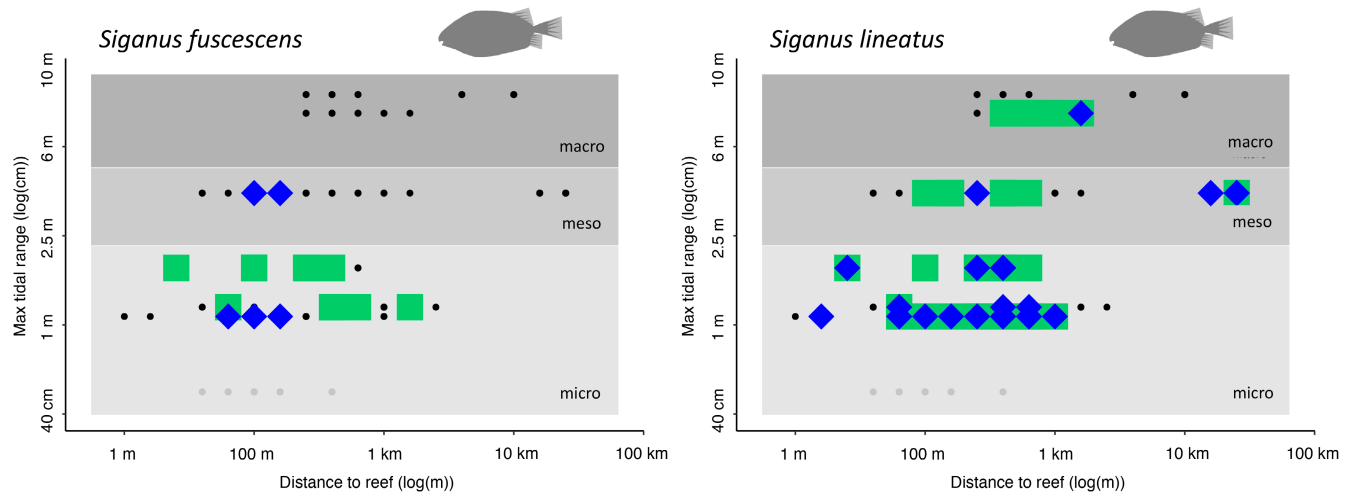 Siganus fuscescens
10 m
6 m
2.5 m
1 m
40 cm
Max tidal range (log(cm))
macro
meso
micro
1 m
100 m
1 km
10 km
100 km
Distance to reef (log(m))
Siganus lineatus
10 m
6 m
2.5 m
1 m
40 cm
Max tidal range (log(cm))
macro
meso
micro
1 m
100 m
1 km
10 km
100 km
Distance to reef (log(m))